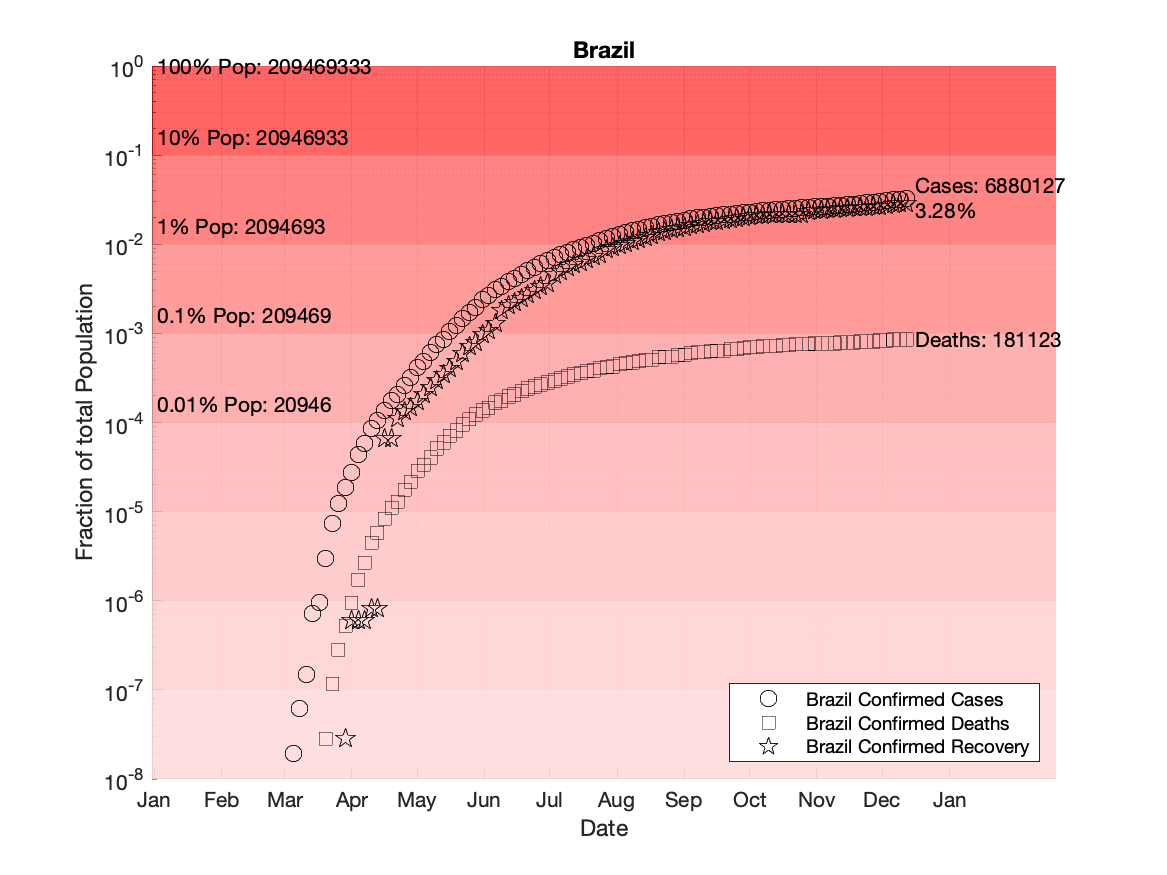 Brazil
10^0
100% Pop: 209469333
10% Pop: 20946933
10^-1
Cases: 6880127
3.28%
1% Pop: 2094693
10^-2
0.1% Pop: 209469
10^-3
Deaths: 181123
0.01% Pop: 20946
10^-4
Fraction of total Population
10^-5
10^-6
10^-7
Brazil Confirmed Cases
Brazil Confirmed Deaths
Brazil Confirmed Recovery
10^-8
Jan Feb Mar Apr May Jun Jul Aug Sep Oct Nov Dec Jan
Date